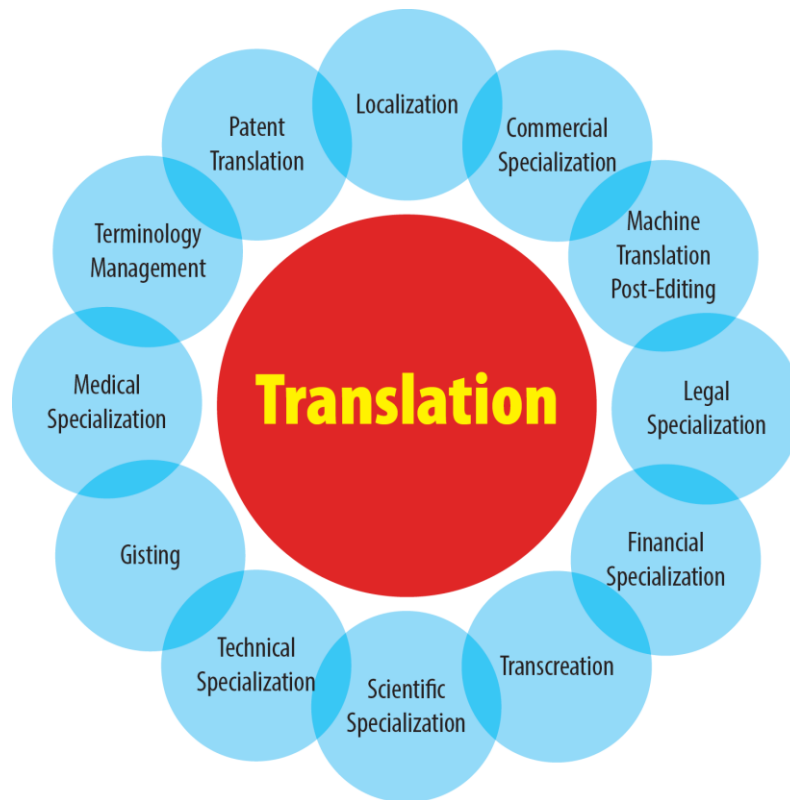 Localization
Commercial
Specialization
Machine
Translation
Post-Editing
Legal
Specialization
Financial
Specialization
Transcreation
Scientific
Specialization
Technical
Specialization
Gisting
Medical
Specialization
Terminology
Management
Patent
Translation
Translation